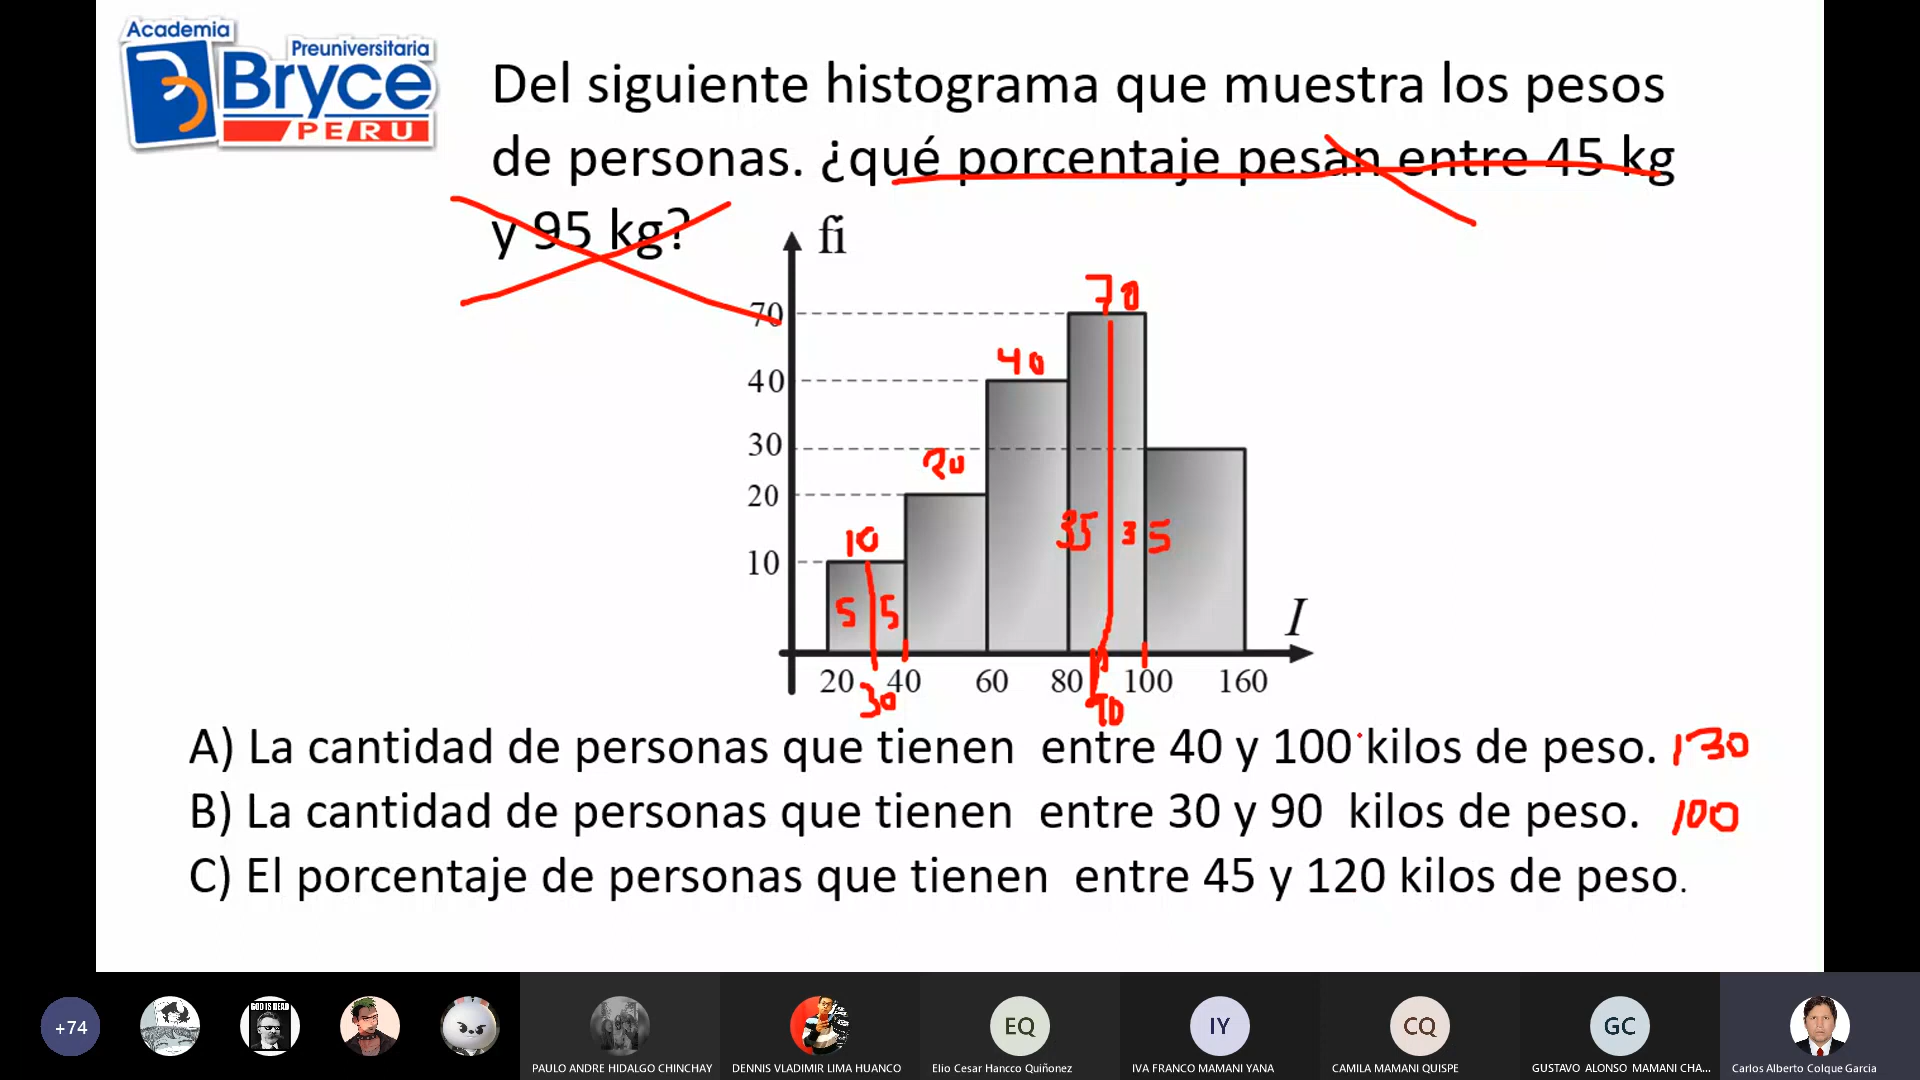 Academia
Preuniversitaria
Bryce
PERU
Del siguiente histograma que muestra los pesos
de personas. ¿qué porcentaje pesan entre 45 kg
y 95 kg?
fi
70
70
40
40
30
20
20
10
10
35 35
5 5
I
20 40 60 80 100 160
30 90
A) La cantidad de personas que tienen entre 40 y 100 kilos de peso. 130
B) La cantidad de personas que tienen entre 30 y 90 kilos de peso. 100
C) El porcentaje de personas que tienen entre 45 y 120 kilos de peso.
+74
GOD IS DEAD
EQ
IY
CQ
GC
PAULO ANDRE HIDALGO CHINCHAY
DENNIS VLADIMIR LIMA HUANCO
Elio Cesar Hancco Quiñonez
IVA FRANCO MAMANI YANA
CAMILA MAMANI QUISPE
GUSTAVO ALONSO MAMANI CHA...
Carlos Alberto Colque Garcia